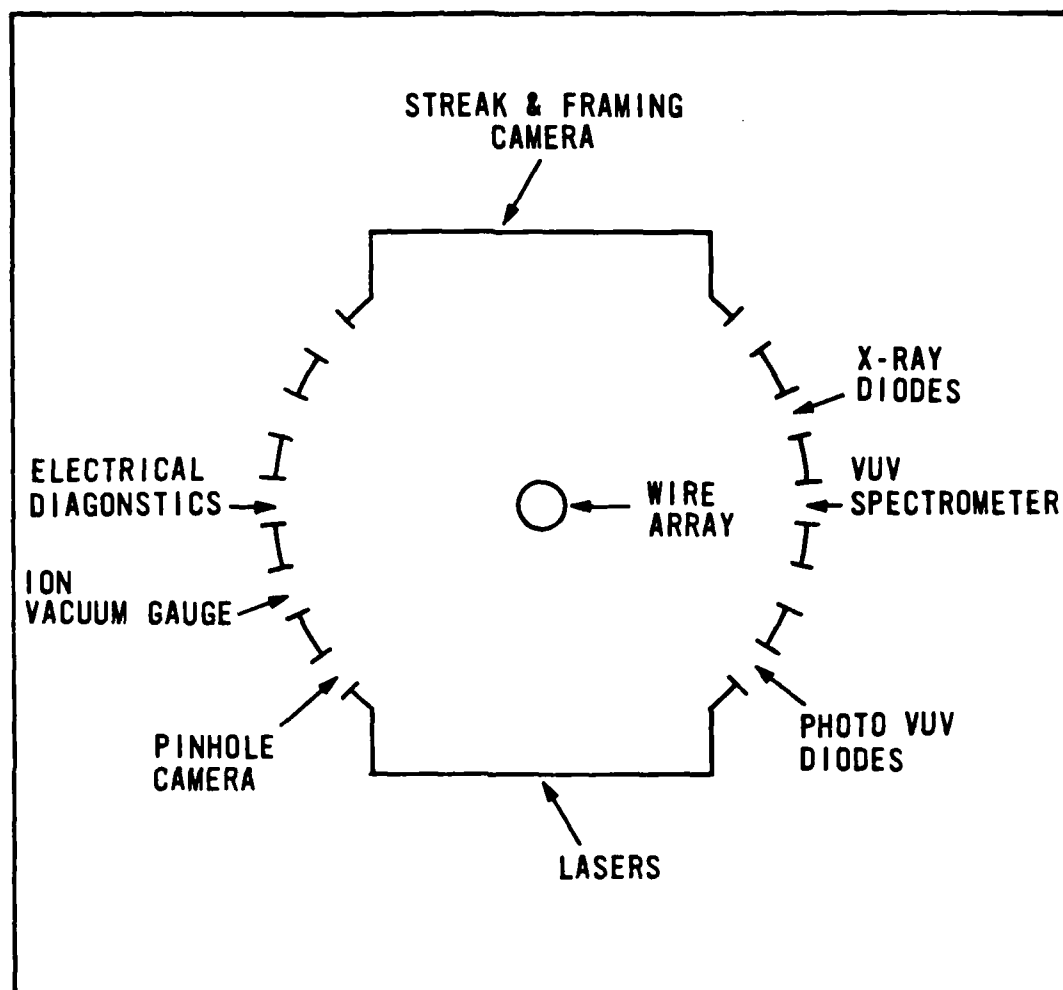 STREAK & FRAMING
CAMERA
X-RAY
DIODES
ELECTRICAL
DIAGONSTICS
WIRE
ARRAY
VUV
SPECTROMETER
ION
VACUUM GAUGE
PINHOLE
CAMERA
PHOTO VUV
DIODES
LASERS